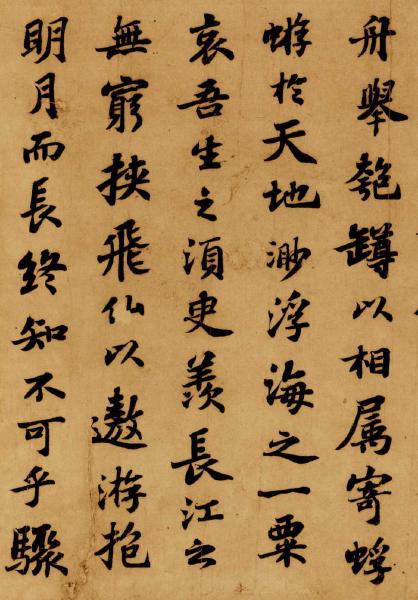 舟舉匏罇以相属寄蜉
蝣於天地渺浮海之一粟
哀吾生之須臾羨長江之
無窮挾飛仙以遨游抱
明月而長終知不可乎驟